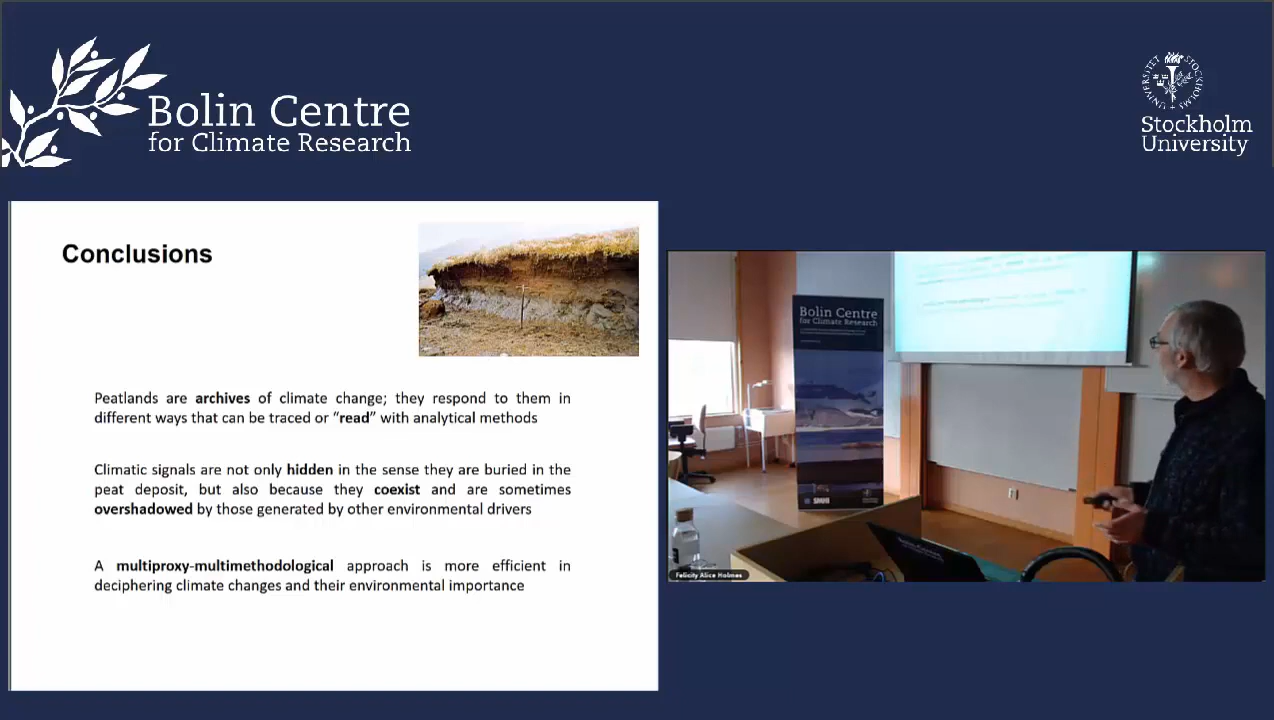 Bolin Centre
for Climate Research
STOCKHOLMS UNIVERSITET
Stockholm
University
Conclusions
Peatlands are archives of climate change; they respond to them in
different ways that can be traced or “read” with analytical methods
Climatic signals are not only hidden in the sense they are buried in the
peat deposit, but also because they coexist and are sometimes
overshadowed by those generated by other environmental drivers
A multiproxy-multimethodological approach is more efficient in
deciphering climate changes and their environmental importance
Bolin Centre
for Climate Research
SMHI
Felicity Alice Holmes